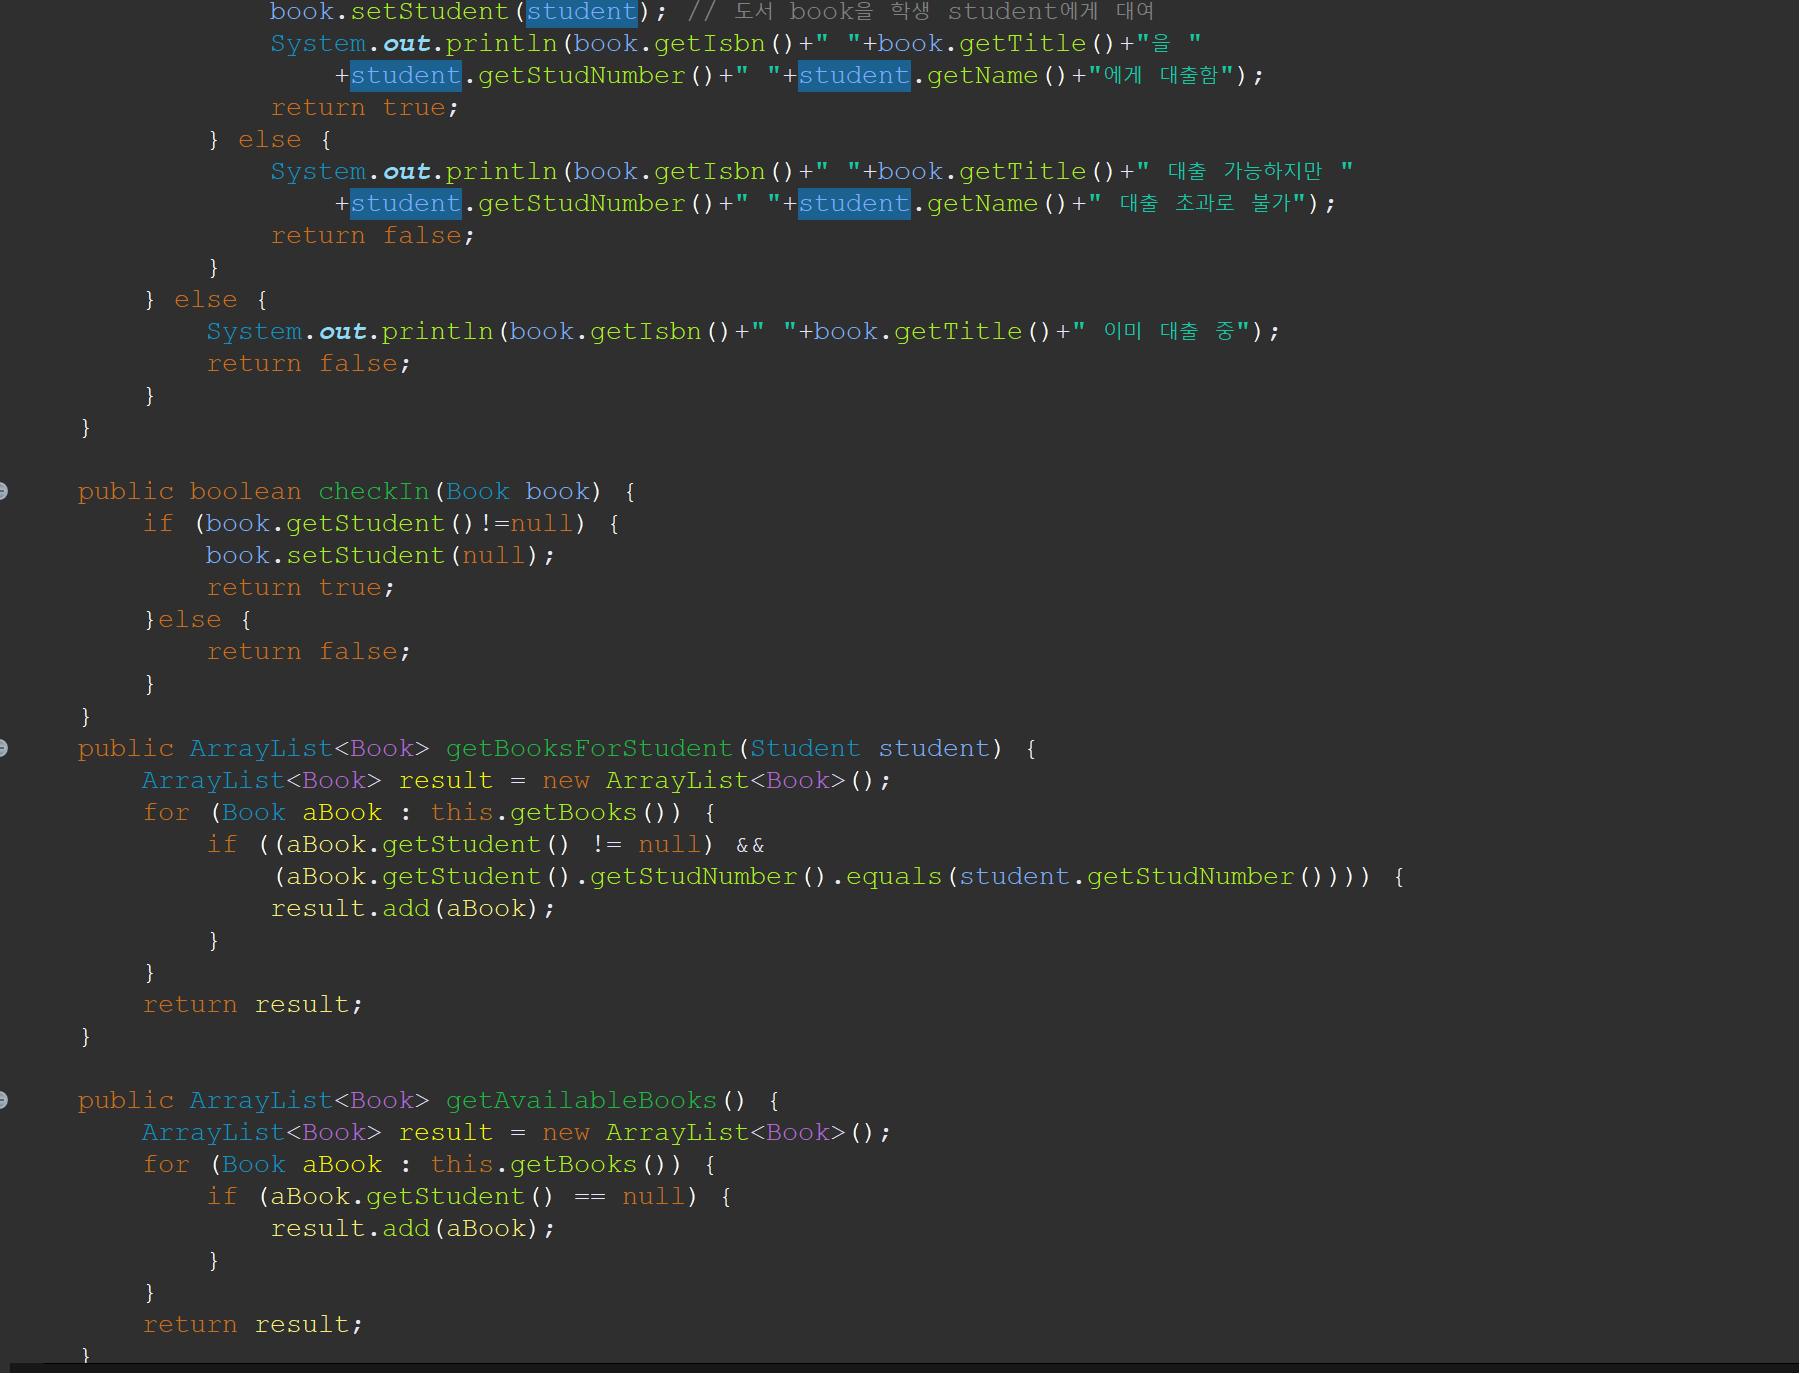 book.setStudent(student); // 도서 book을 학생 student에게 대여
System.out.println(book.getIsbn()+" "+book.getTitle()+"을 "
+student.getStudNumber()+" "+student.getName()+"에게 대출함");
return true;
} else {
System.out.println(book.getIsbn()+" "+book.getTitle()+" 대출 가능하지만 "
+student.getStudNumber()+" "+student.getName()+" 대출 초과로 불가");
return false;
}
} else {
System.out.println(book.getIsbn()+" "+book.getTitle()+" 이미 대출 중");
return false;
}
}
public boolean checkIn(Book book) {
if (book.getStudent()!=null) {
book.setStudent(null);
return true;
}else {
return false;
}
}
public ArrayList<Book> getBooksForStudent(Student student) {
ArrayList<Book> result = new ArrayList<Book>();
for (Book aBook : this.getBooks()) {
if ((aBook.getStudent() != null) &&
(aBook.getStudent().getStudNumber().equals(student.getStudNumber()))) {
result.add(aBook);
}
}
return result;
}
public ArrayList<Book> getAvailableBooks() {
ArrayList<Book> result = new ArrayList<Book>();
for (Book aBook : this.getBooks()) {
if (aBook.getStudent() == null) {
result.add(aBook);
}
}
return result;
}